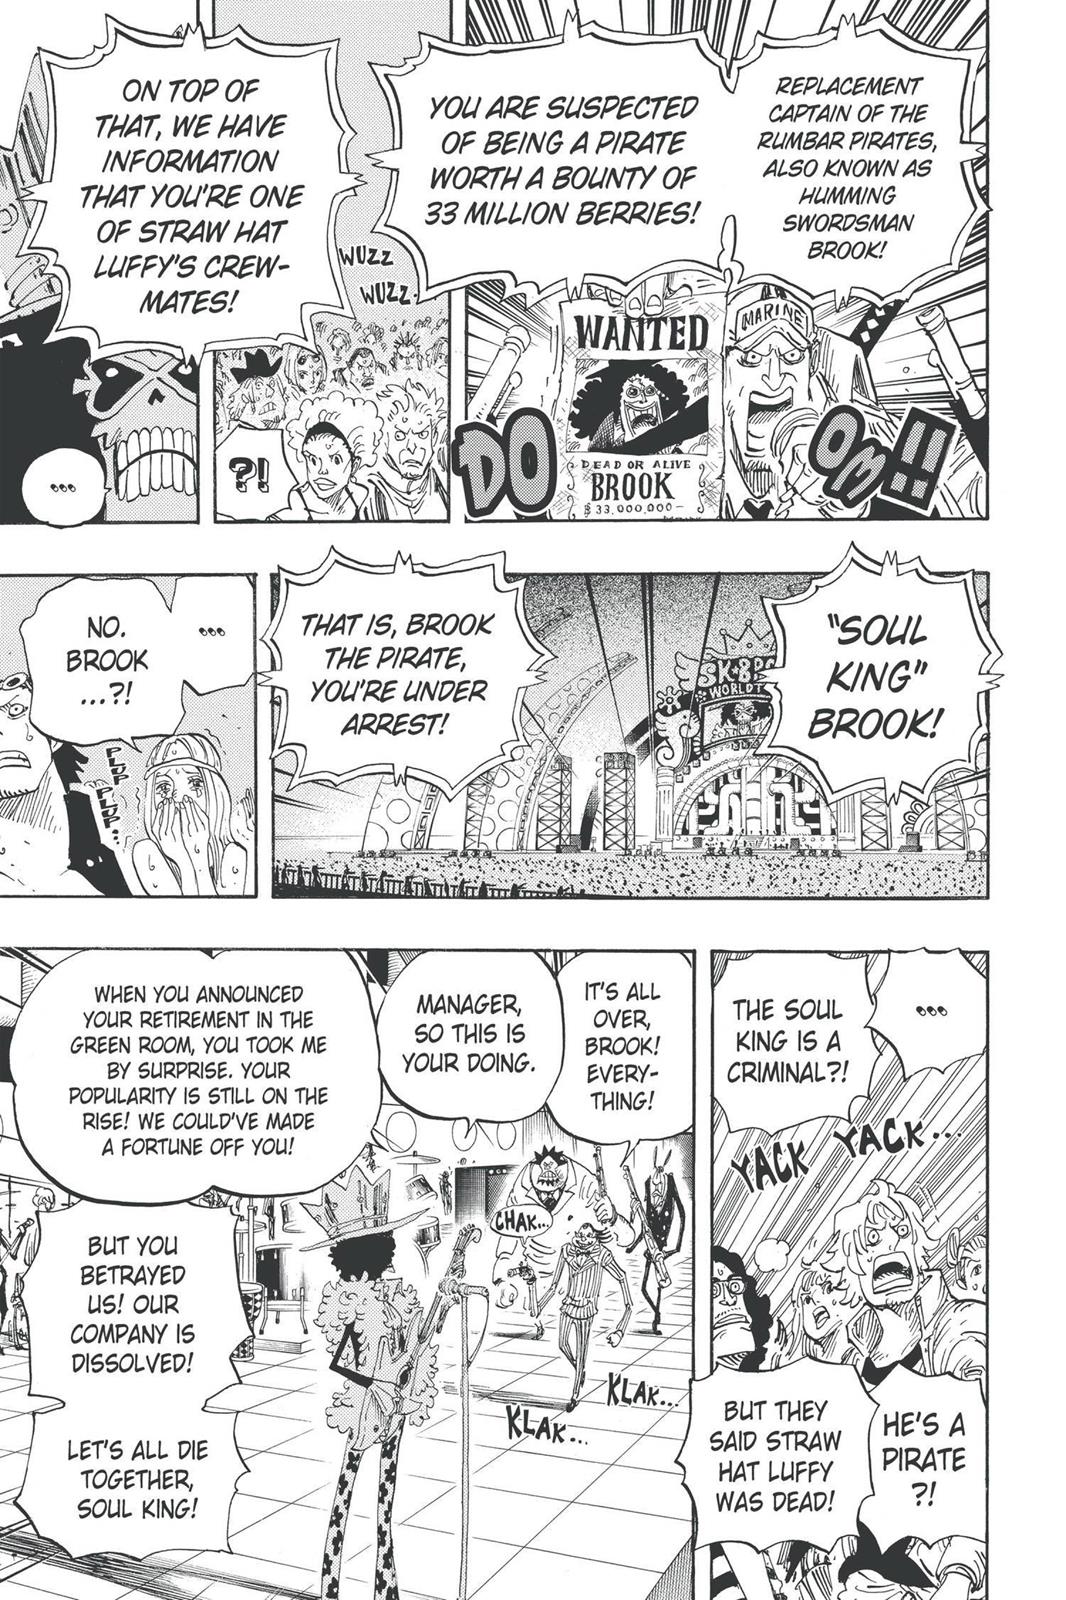 REPLACEMENT
CAPTAIN OF THE
RUMBAR PIRATES,
ALSO KNOWN AS
HUMMING
SWORDSMAN
BROOK!
YOU ARE SUSPECTED
OF BEING A PIRATE
WORTH A BOUNTY OF
33 MILLION BERRIES!
MARINE
WANTED
DEAD OR ALIVE
BROOK
$33,000,000-
DO
OM!!
ON TOP OF
THAT, WE HAVE
INFORMATION
THAT YOU'RE ONE
OF STRAW HAT
LUFFY'S CREW-
MATES!
WUZZ
WUZZ.
?!
...
"SOUL
KING"
BROOK!
SK·8
WORLD T
THAT IS, BROOK
THE PIRATE,
YOU'RE UNDER
ARREST!
...
NO.
BROOK
...?!
PLOP
PLOP...
...
THE SOUL
KING IS A
CRIMINAL?!
YACK
YACK...
HE'S A
PIRATE
?!
BUT THEY
SAID STRAW
HAT LUFFY
WAS DEAD!
IT'S ALL
OVER,
BROOK!
EVERY-
THING!
MANAGER,
SO THIS IS
YOUR DOING.
CHAK...
KLAK...
KLAK...
WHEN YOU ANNOUNCED
YOUR RETIREMENT IN THE
GREEN ROOM, YOU TOOK ME
BY SURPRISE. YOUR
POPULARITY IS STILL ON THE
RISE! WE COULD'VE MADE
A FORTUNE OFF YOU!
BUT YOU
BETRAYED
US! OUR
COMPANY IS
DISSOLVED!
LET'S ALL DIE
TOGETHER,
SOUL KING!